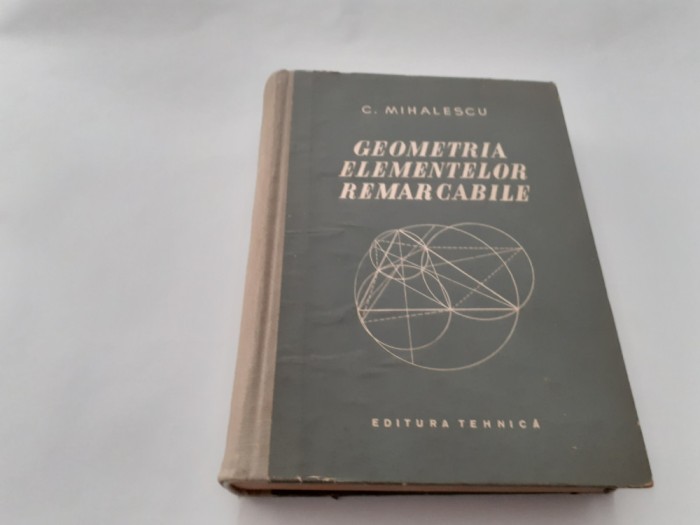 C. MIHALESCU
GEOMETRIA
ELEMENTELOR
REMARCABILE
EDITURA TEHNICĂ